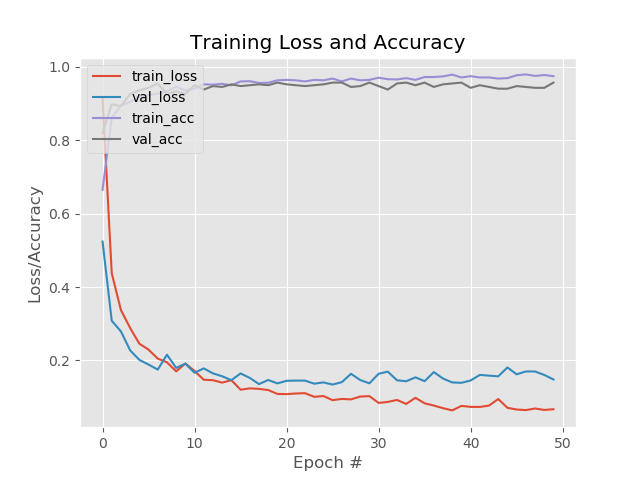 Training Loss and Accuracy
train_loss
val_loss
train_acc
val_acc
1.0
0.8
0.6
0.4
0.2
Loss/Accuracy
0 10 20 30 40 50
Epoch #